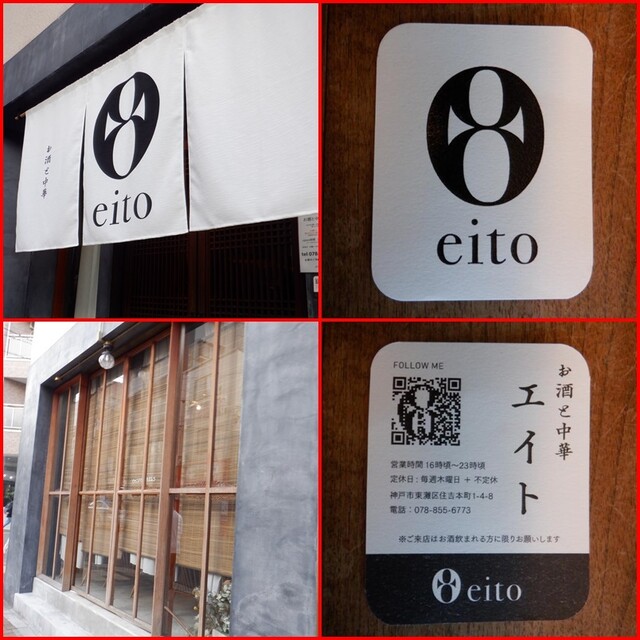 お酒と中華
eito
tel 078
eito
FOLLOW ME
お酒と中華
エイト
営業時間 16時頃〜23時頃
定休日：毎週木曜日 + 不定休
神戸市東灘区住吉本町1-4-8
電話：078-855-6773
※ご来店はお酒飲まれる方に限りお願いします
eito